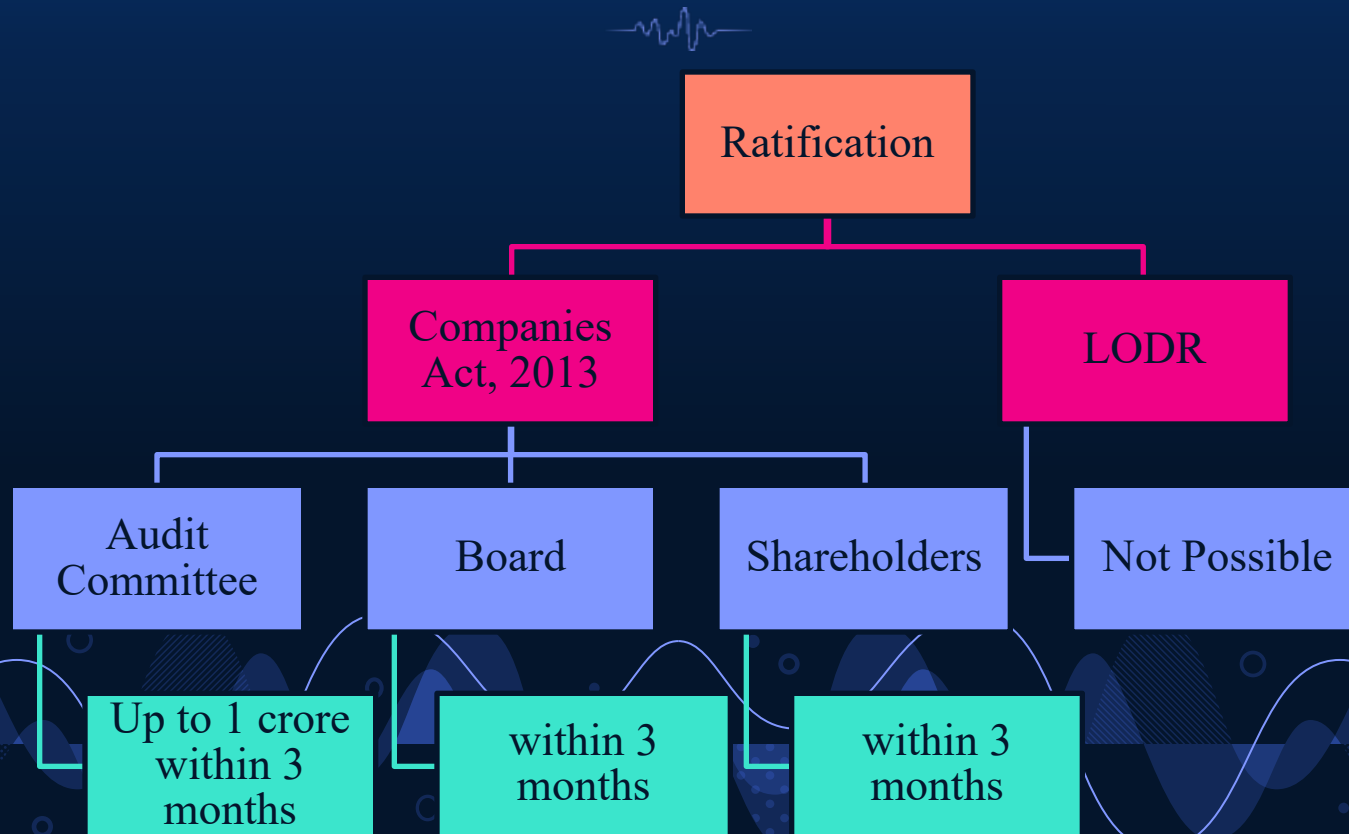 Ratification
Companies
Act, 2013
LODR
Audit
Committee
Board
Shareholders
Not Possible
Up to 1 crore
within 3
months
within 3
months
within 3
months